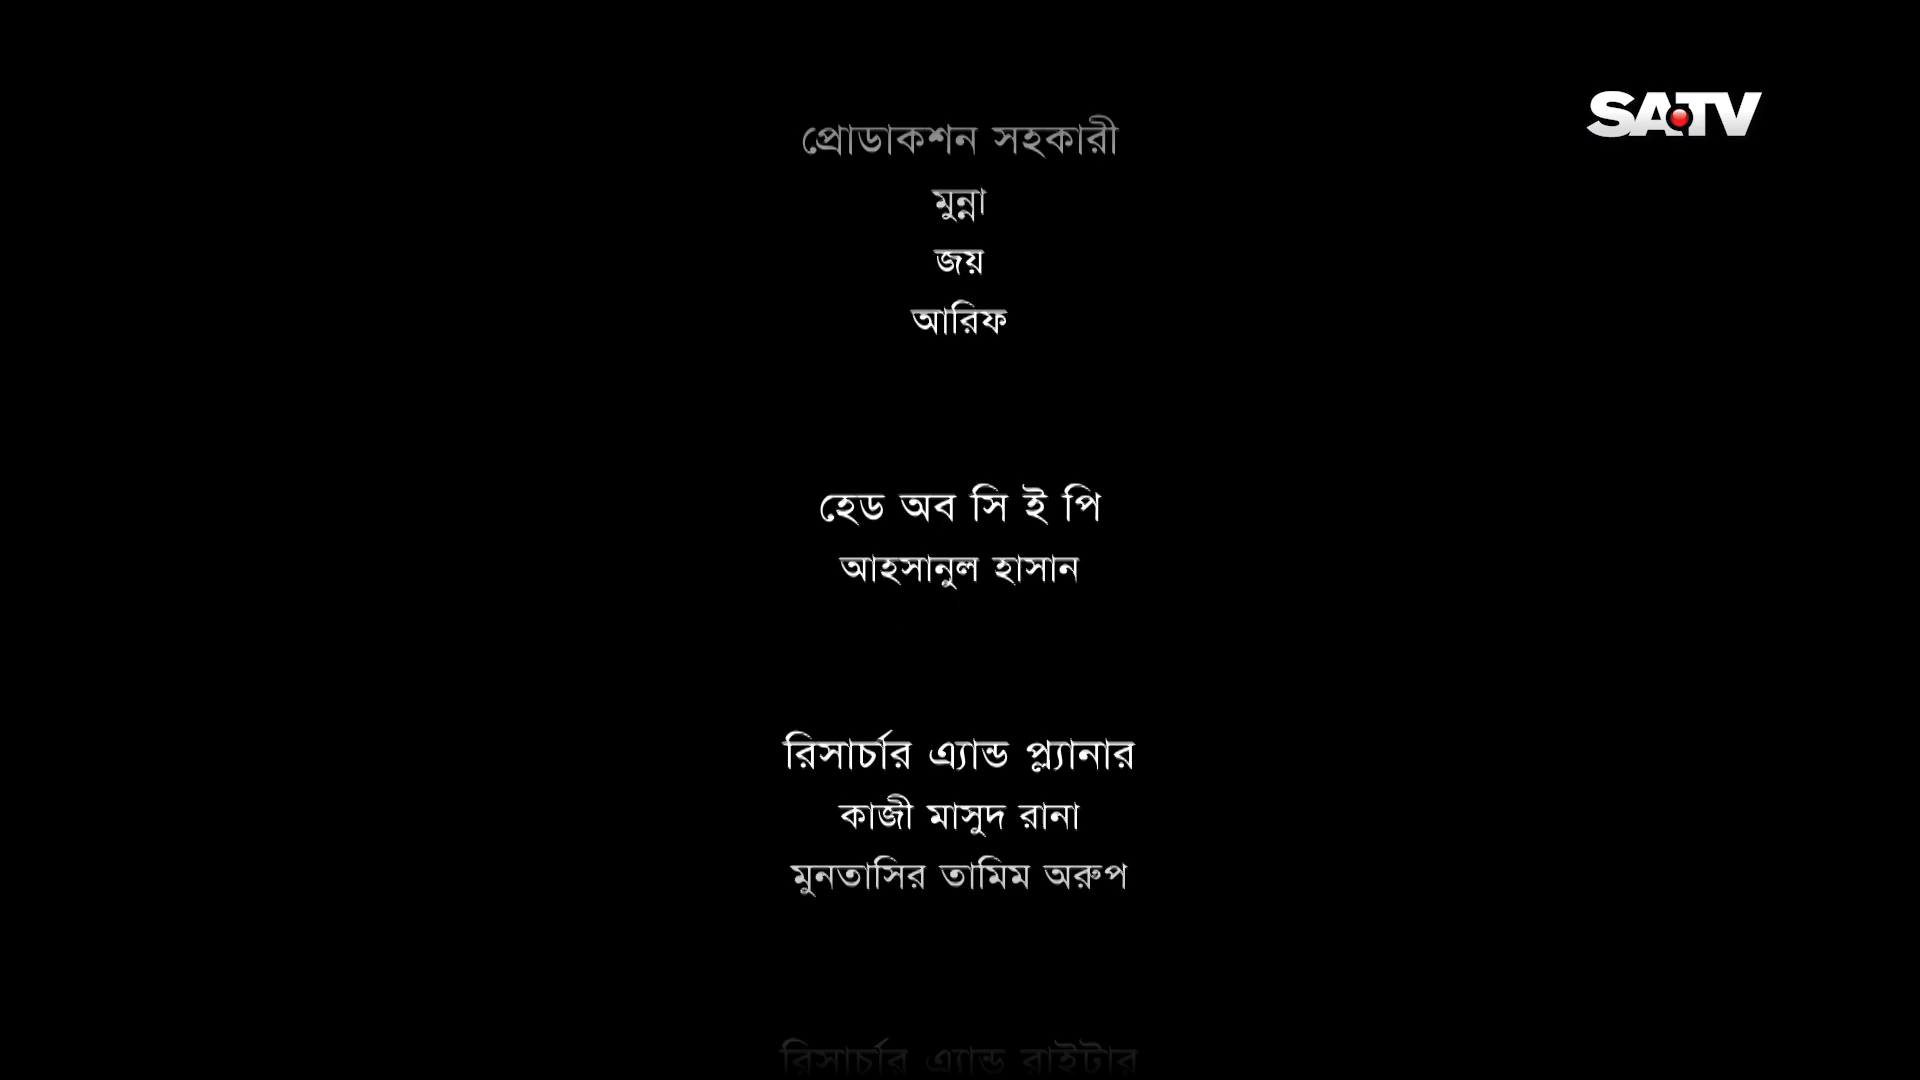 SATV
প্রোডাকশন সহকারী
মুন্না
জয়
আরিফ
হেড অব সি ই পি
আহসানুল হাসান
রিসার্চার এ্যান্ড প্ল্যানার
কাজী মাসুদ রানা
মুনতাসির তামিম অরুপ
রিসার্চার এ্যান্ড রাইটার